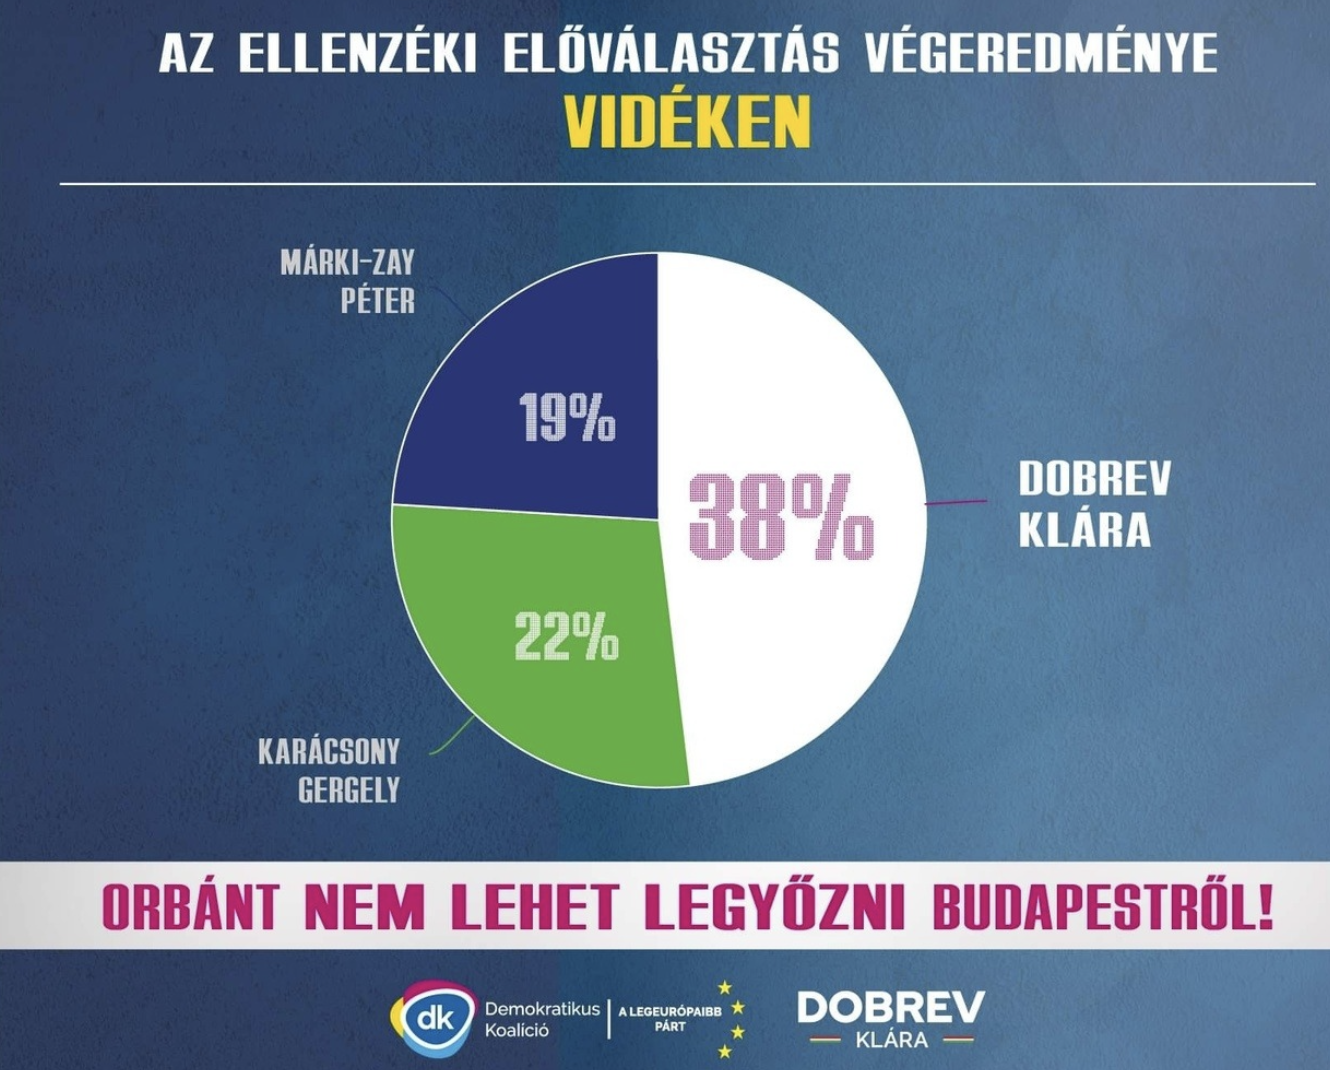 AZ ELLENZÉKI ELŐVÁLASZTÁS VÉGEREDMÉNYE
VIDÉKEN
MÁRKI-ZAY
PÉTER
19%
38%
DOBREV
KLÁRA
22%
KARÁCSONY
GERGELY
ORBÁNT NEM LEHET LEGYŐZNI BUDAPESTRŐL!
dk
Demokratikus
Koalíció
A LEGEURÓPAIBB
PÁRT
DOBREV
KLÁRA